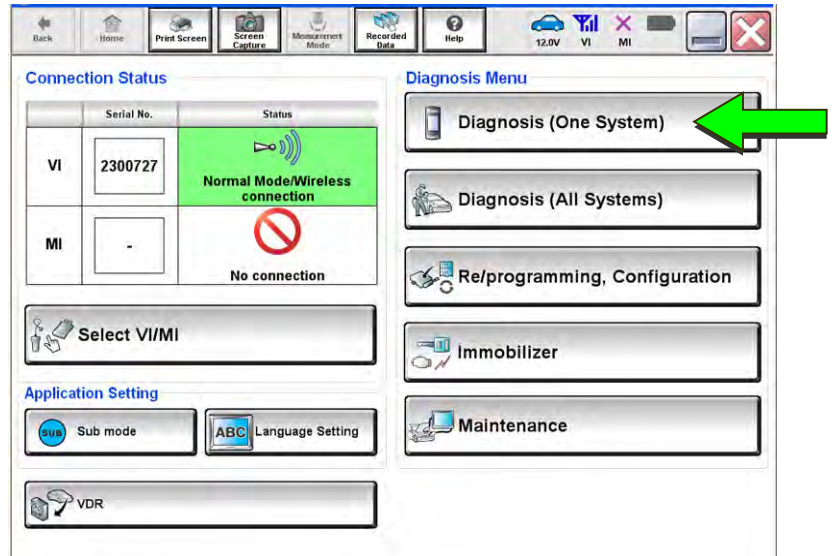 Back
Home
Print Screen
Screen
Capture
Measurement
Mode
Recorded
Data
Help
12.0V
VI
MI
Connection Status
Serial No.
Status
VI
2300727
Normal Mode/Wireless
connection
MI
-
No connection
Select VI/MI
Application Setting
SUB
Sub mode
ABC
Language Setting
VDR
Diagnosis Menu
Diagnosis (One System)
Diagnosis (All Systems)
Re/programming, Configuration
Immobilizer
Maintenance